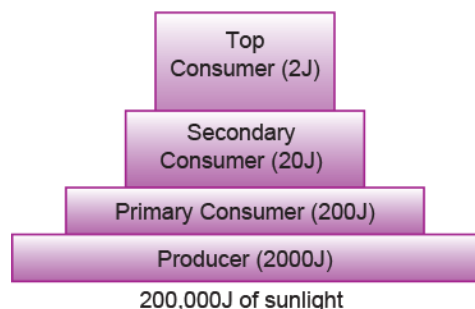 Top
Consumer (2J)
Secondary
Consumer (20J)
Primary Consumer (200J)
Producer (2000J)
200,000J of sunlight